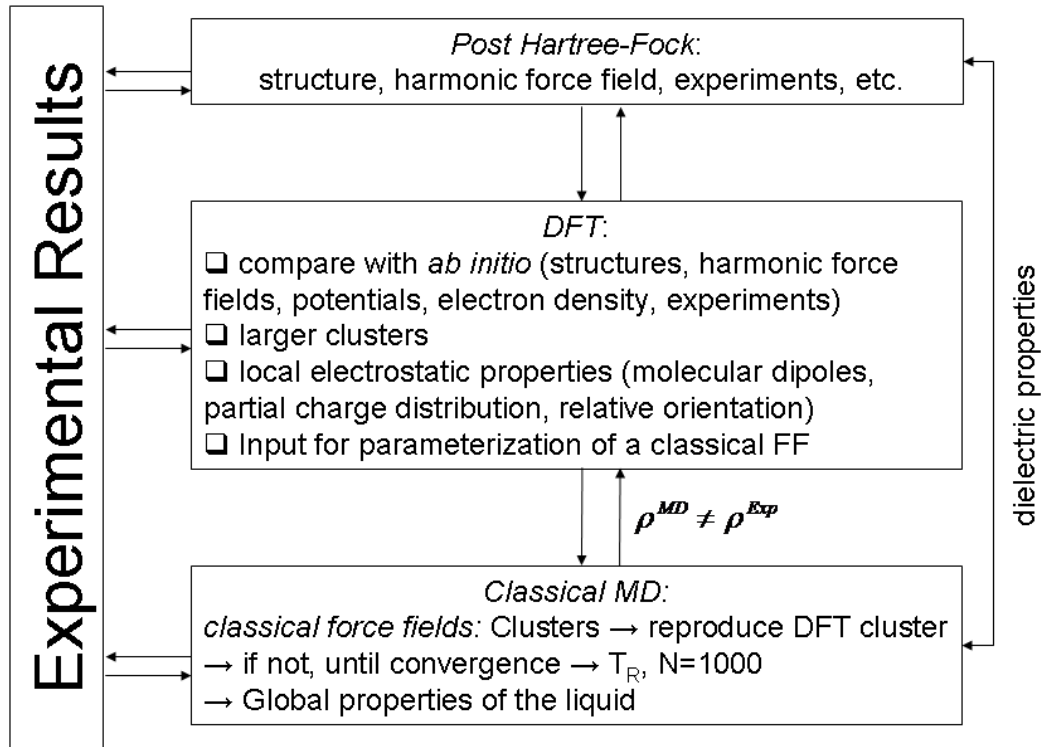 Experimental Results
Post Hartree-Fock:
structure, harmonic force field, experiments, etc.
DFT:
❑ compare with ab initio (structures, harmonic force
fields, potentials, electron density, experiments)
❑ larger clusters
❑ local electrostatic properties (molecular dipoles,
partial charge distribution, relative orientation)
❑ Input for parameterization of a classical FF
ρ^MD ≠ ρ^Exp
Classical MD:
classical force fields: Clusters → reproduce DFT cluster
→ if not, until convergence → T_R, N=1000
→ Global properties of the liquid
dielectric properties